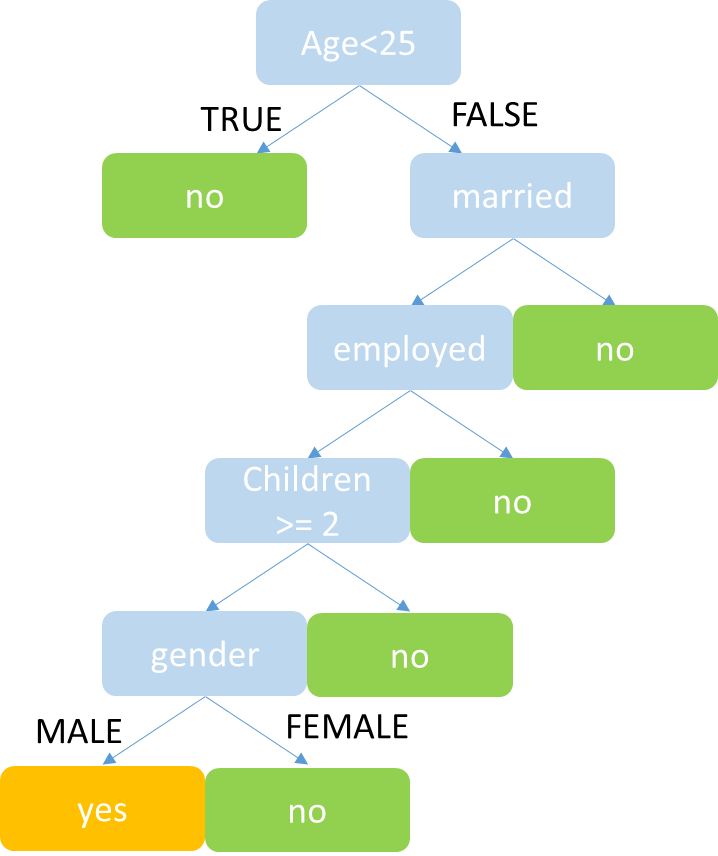 Age<25
TRUE
FALSE
no
married
employed
no
Children
>= 2
no
gender
no
MALE
FEMALE
yes
no